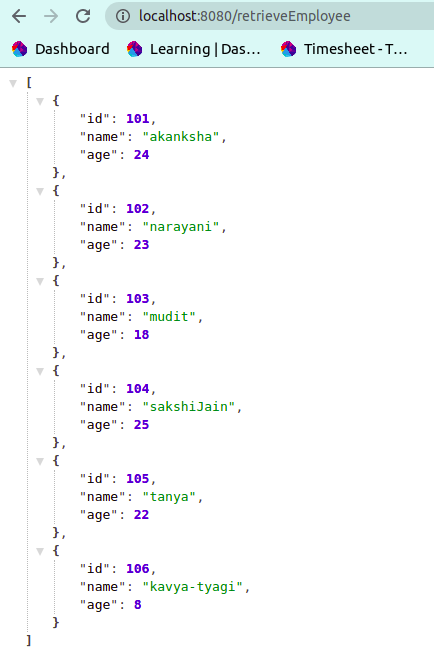 localhost:8080/retrieveEmployee
Dashboard Learning | Das... Timesheet - T...
[
{
"id": 101,
"name": "akanksha",
"age": 24
},
{
"id": 102,
"name": "narayani",
"age": 23
},
{
"id": 103,
"name": "mudit",
"age": 18
},
{
"id": 104,
"name": "sakshiJain",
"age": 25
},
{
"id": 105,
"name": "tanya",
"age": 22
},
{
"id": 106,
"name": "kavya-tyagi",
"age": 8
}
]